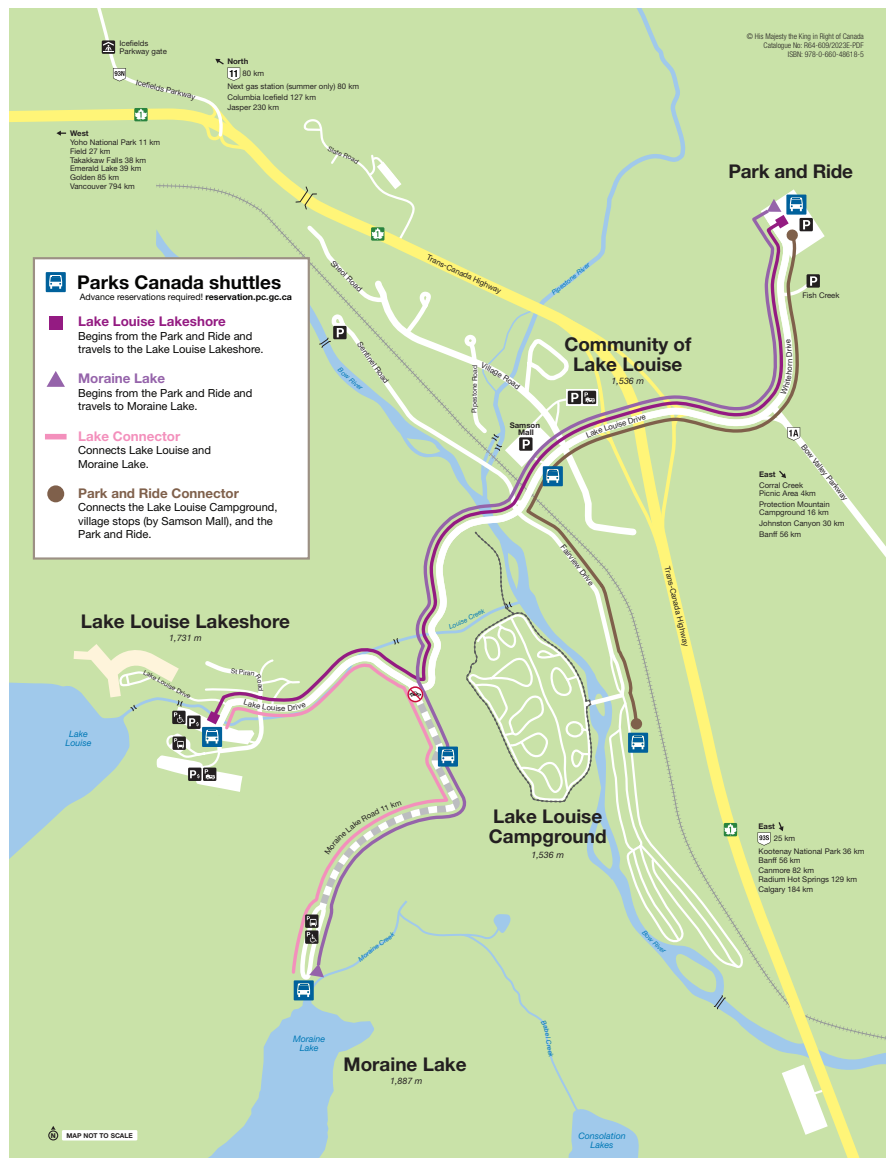 © His Majesty the King in Right of Canada
Catalogue No: R64-609/2023E-PDF
ISBN: 978-0-660-48618-5
Icefields
Parkway gate
93N
Icefields Parkway
North
11 80 km
Next gas station (summer only) 80 km
Columbia Icefield 127 km
Jasper 230 km
1
West
Yoho National Park 11 km
Field 27 km
Takakkaw Falls 38 km
Emerald Lake 39 km
Golden 85 km
Vancouver 794 km
Slate Road
Park and Ride
P
1
Trans-Canada Highway
Pipestone River
P
Fish Creek
Parks Canada shuttles
Advance reservations required! reservation.pc.gc.ca
Lake Louise Lakeshore
Begins from the Park and Ride and
travels to the Lake Louise Lakeshore.
Moraine Lake
Begins from the Park and Ride and
travels to Moraine Lake.
Lake Connector
Connects Lake Louise and
Moraine Lake.
Park and Ride Connector
Connects the Lake Louise Campground,
village stops (by Samson Mall), and the
Park and Ride.
Sheol Road
P
Sentinel Road
Bow River
Village Road
Pipestone Road
Community of
Lake Louise
1,536 m
P
P
Samson
Mall
P
Lake Louise Drive
Whitehorn Drive
1A
Bow Valley Parkway
East
Corral Creek
Picnic Area 4km
Protection Mountain
Campground 16 km
Johnston Canyon 30 km
Banff 56 km
Fairview Drive
Trans-Canada Highway
Louise Creek
Lake Louise Lakeshore
1,731 m
Lake Louise Drive
St Piran Road
Lake Louise Drive
Lake
Louise
P
P$
P
P$
P
Moraine Lake Road 11 km
Lake Louise
Campground
1,536 m
1
East
93S 25 km
Kootenay National Park 36 km
Banff 56 km
Canmore 82 km
Radium Hot Springs 129 km
Calgary 184 km
P
P
Moraine Creek
Bow River
Babel Creek
Moraine
Lake
Moraine Lake
1,887 m
Consolation
Lakes
N
MAP NOT TO SCALE